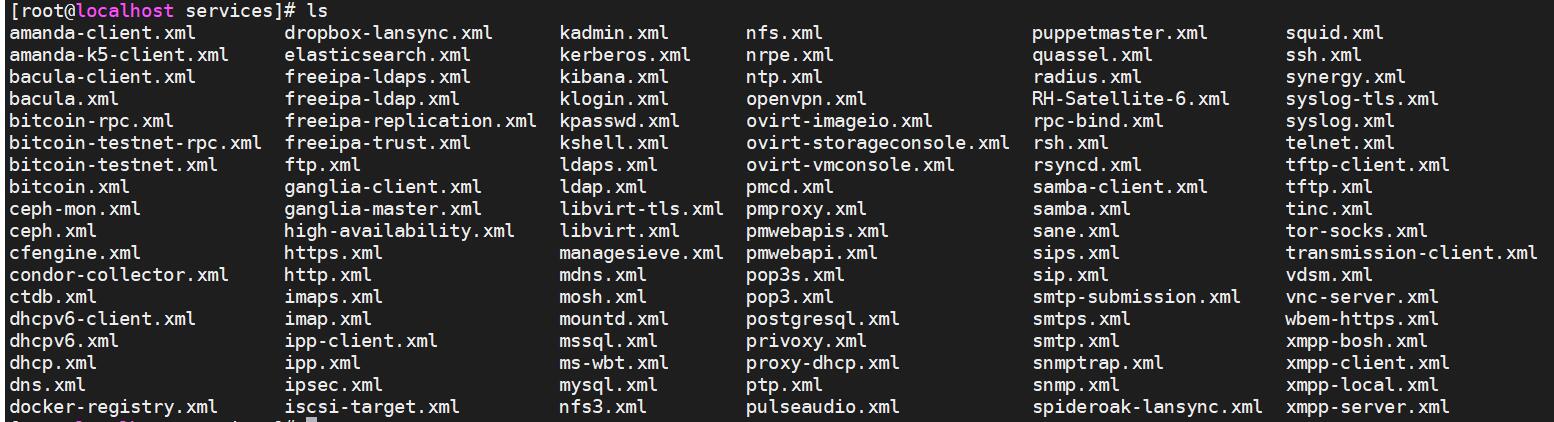 [root@localhost services]# ls
amanda-client.xml dropbox-lansync.xml kadmin.xml nfs.xml puppetmaster.xml squid.xml
amanda-k5-client.xml elasticsearch.xml kerberos.xml nrpe.xml quassel.xml ssh.xml
bacula-client.xml freeipa-ldaps.xml kibana.xml ntp.xml radius.xml synergy.xml
bacula.xml freeipa-ldap.xml klogin.xml openvpn.xml RH-Satellite-6.xml syslog-tls.xml
bitcoin-rpc.xml freeipa-replication.xml kpasswd.xml ovirt-imageio.xml rpc-bind.xml syslog.xml
bitcoin-testnet-rpc.xml freeipa-trust.xml kshell.xml ovirt-storageconsole.xml rsh.xml telnet.xml
bitcoin-testnet.xml ftp.xml ldaps.xml ovirt-vmconsole.xml rsyncd.xml tftp-client.xml
bitcoin.xml ganglia-client.xml ldap.xml pmcd.xml samba-client.xml tftp.xml
ceph-mon.xml ganglia-master.xml libvirt-tls.xml pmproxy.xml samba.xml tinc.xml
ceph.xml high-availability.xml libvirt.xml pmwebapis.xml sane.xml tor-socks.xml
cfengine.xml https.xml managesieve.xml pmwebapi.xml sips.xml transmission-client.xml
condor-collector.xml http.xml mdns.xml pop3s.xml sip.xml vdsm.xml
ctdb.xml imaps.xml mosh.xml pop3.xml smtp-submission.xml vnc-server.xml
dhcpv6-client.xml imap.xml mountd.xml postgresql.xml smtps.xml wbem-https.xml
dhcpv6.xml ipp-client.xml mssql.xml privoxy.xml smtp.xml xmpp-bosh.xml
dhcp.xml ipp.xml ms-wbt.xml proxy-dhcp.xml snmptrap.xml xmpp-client.xml
dns.xml ipsec.xml mysql.xml ptp.xml snmp.xml xmpp-local.xml
docker-registry.xml iscsi-target.xml nfs3.xml pulseaudio.xml spideroak-lansync.xml xmpp-server.xml